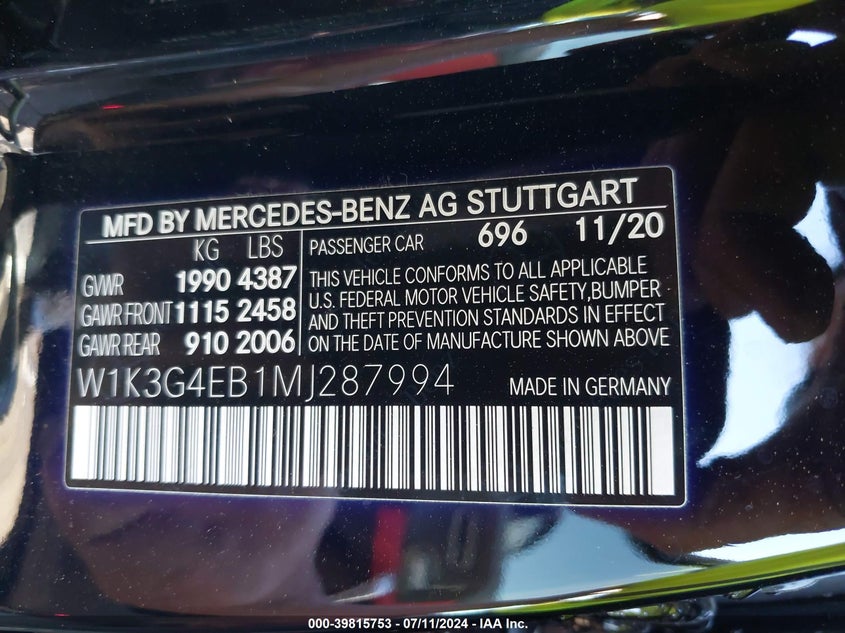 MFD BY MERCEDES-BENZ AG STUTTGART
KG LBS
GVWR 1990 4387
GAWR FRONT 1115 2458
GAWR REAR 910 2006
PASSENGER CAR 696 11/20
THIS VEHICLE CONFORMS TO ALL APPLICABLE
U.S. FEDERAL MOTOR VEHICLE SAFETY,BUMPER
AND THEFT PREVENTION STANDARDS IN EFFECT
ON THE DATE OF MANUFACTURE SHOWN ABOVE
W1K3G4EB1MJ287994 MADE IN GERMANY
000-39815753 - 07/11/2024 - IAA Inc.